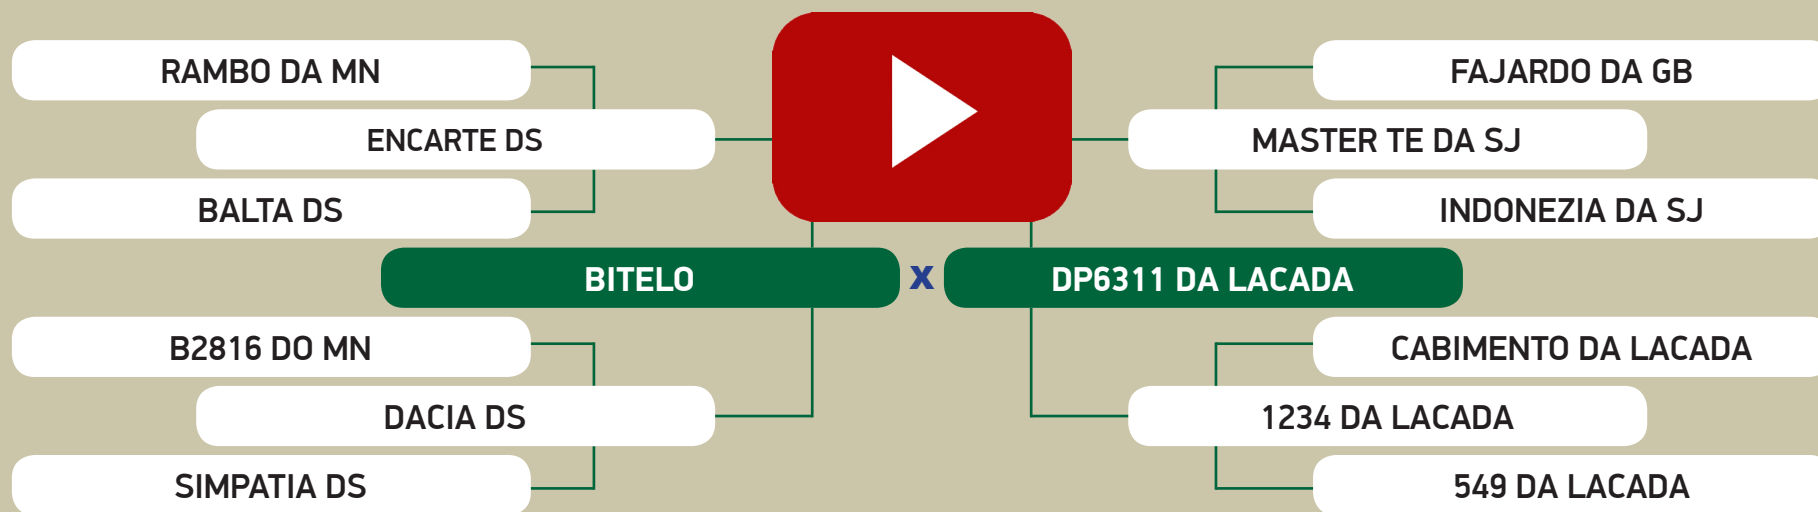 RAMBO DA MN
FAJARDO DA GB
ENCARTE DS
MASTER TE DA SJ
BALTA DS
INDONEZIA DA SJ
BITELO x DP6311 DA LACADA
B2816 DO MN
CABIMENTO DA LACADA
DACIA DS
1234 DA LACADA
SIMPATIA DS
549 DA LACADA